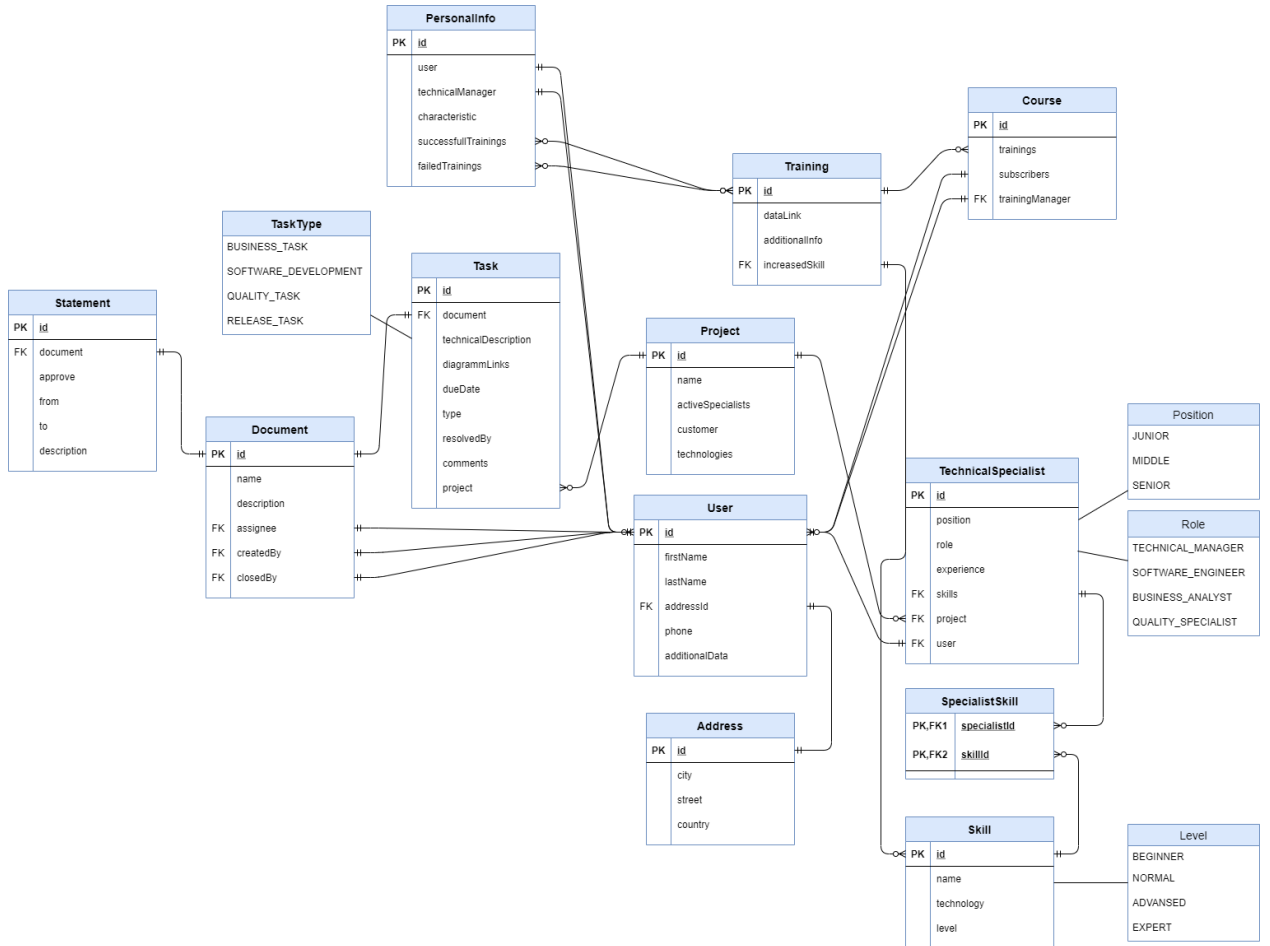 PersonalInfo
PK id
user
technicalManager
characteristic
successfullTrainings
failedTrainings
Course
PK id
trainings
subscribers
FK trainingManager
Training
PK id
dataLink
additionalInfo
FK increasedSkill
TaskType
BUSINESS_TASK
SOFTWARE_DEVELOPMENT
QUALITY_TASK
RELEASE_TASK
Task
PK id
FK document
technicalDescription
diagrammLinks
dueDate
type
resolvedBy
comments
project
Statement
PK id
FK document
approve
from
to
description
Project
PK id
name
activeSpecialists
customer
technologies
Document
PK id
name
description
FK assignee
FK createdBy
FK closedBy
User
PK id
firstName
lastName
FK addressId
phone
additionalData
TechnicalSpecialist
PK id
position
role
experience
FK skills
FK project
FK user
Position
JUNIOR
MIDDLE
SENIOR
Role
TECHNICAL_MANAGER
SOFTWARE_ENGINEER
BUSINESS_ANALYST
QUALITY_SPECIALIST
Address
PK id
city
street
country
SpecialistSkill
PK,FK1 specialistId
PK,FK2 skillId
Skill
PK id
name
technology
level
Level
BEGINNER
NORMAL
ADVANSED
EXPERT